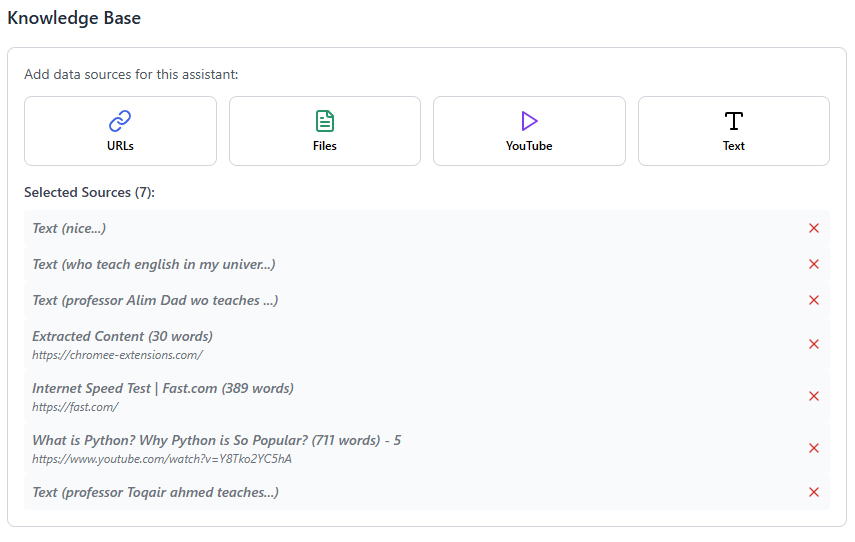 Knowledge Base
Add data sources for this assistant:
URLs
Files
YouTube
Text
Selected Sources (7):
Text (nice...)
Text (who teach english in my univer...)
Text (professor Alim Dad wo teaches ...)
Extracted Content (30 words)
https://chromee-extensions.com/
Internet Speed Test | Fast.com (389 words)
https://fast.com/
What is Python? Why Python is So Popular? (711 words) - 5
https://www.youtube.com/watch?v=Y8Tko2YC5hA
Text (professor Toqair ahmed teaches...)